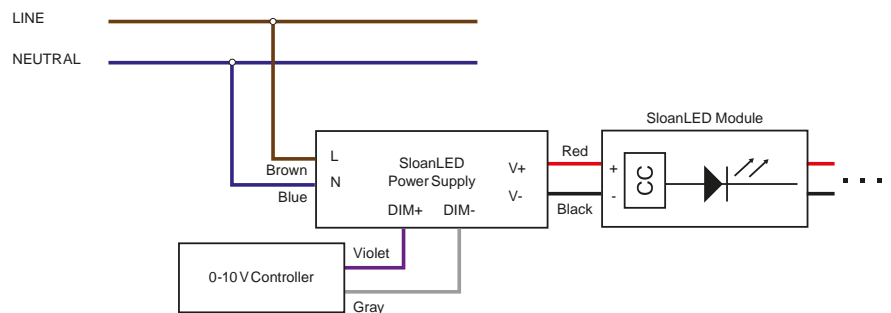 LINE
NEUTRAL
SloanLED Module
Red
L
SloanLED
Power Supply
V+
+
CC
Brown
N
V-
-
Blue
Black
DIM+
DIM-
Violet
0-10 V Controller
Gray